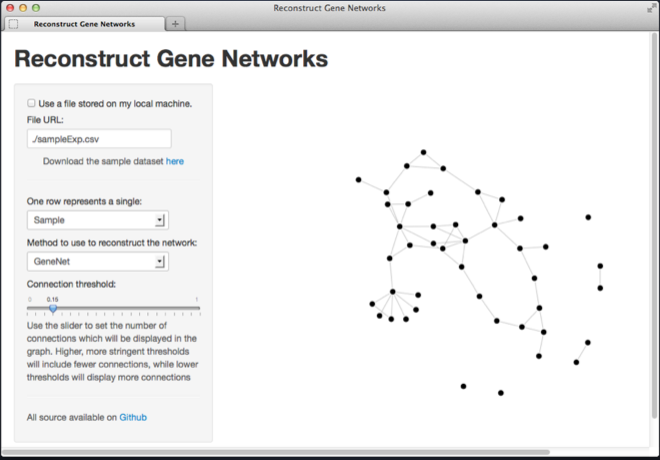 Reconstruct Gene Networks
Reconstruct Gene Networks
+
Reconstruct Gene Networks
Use a file stored on my local machine.
File URL:
./sampleExp.csv
Download the sample dataset here
One row represents a single:
Sample
Method to use to reconstruct the network:
GeneNet
Connection threshold:
0 0.15 1
Use the slider to set the number of
connections which will be displayed in the
graph. Higher, more stringent thresholds
will include fewer connections, while lower
thresholds will display more connections
All source available on Github